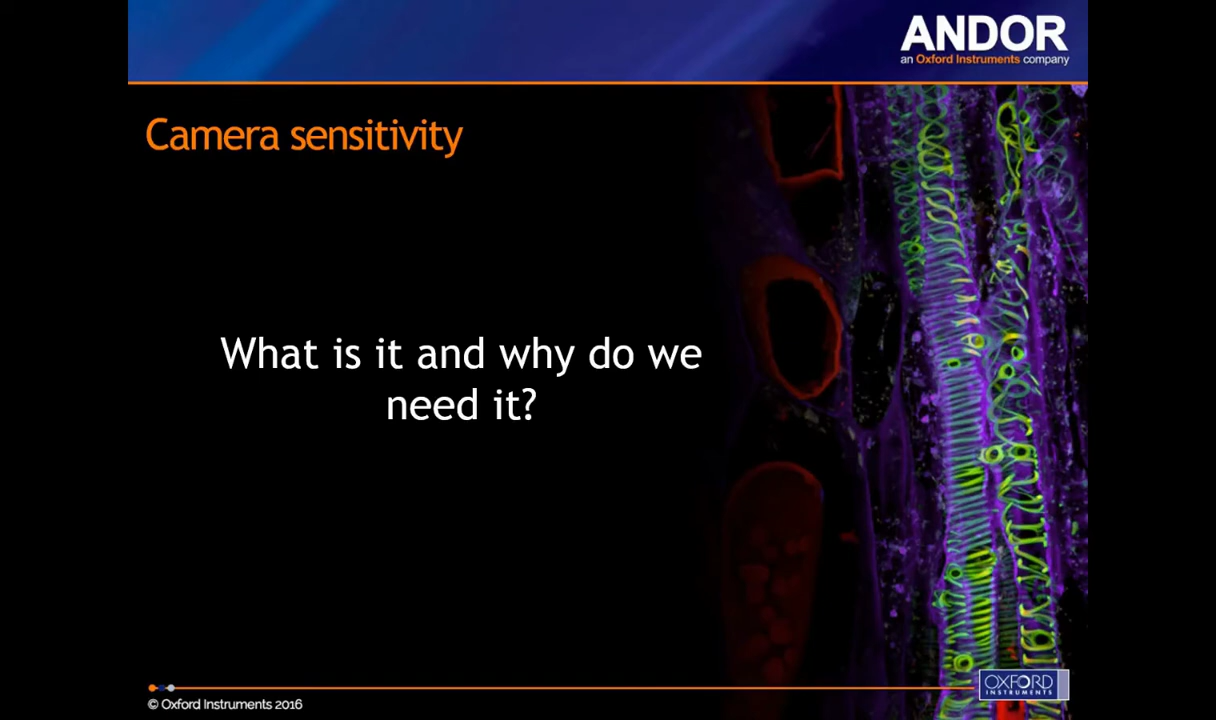 ANDOR
an Oxford Instruments company
Camera sensitivity
What is it and why do we
need it?
OXFORD
INSTRUMENTS
© Oxford Instruments 2016